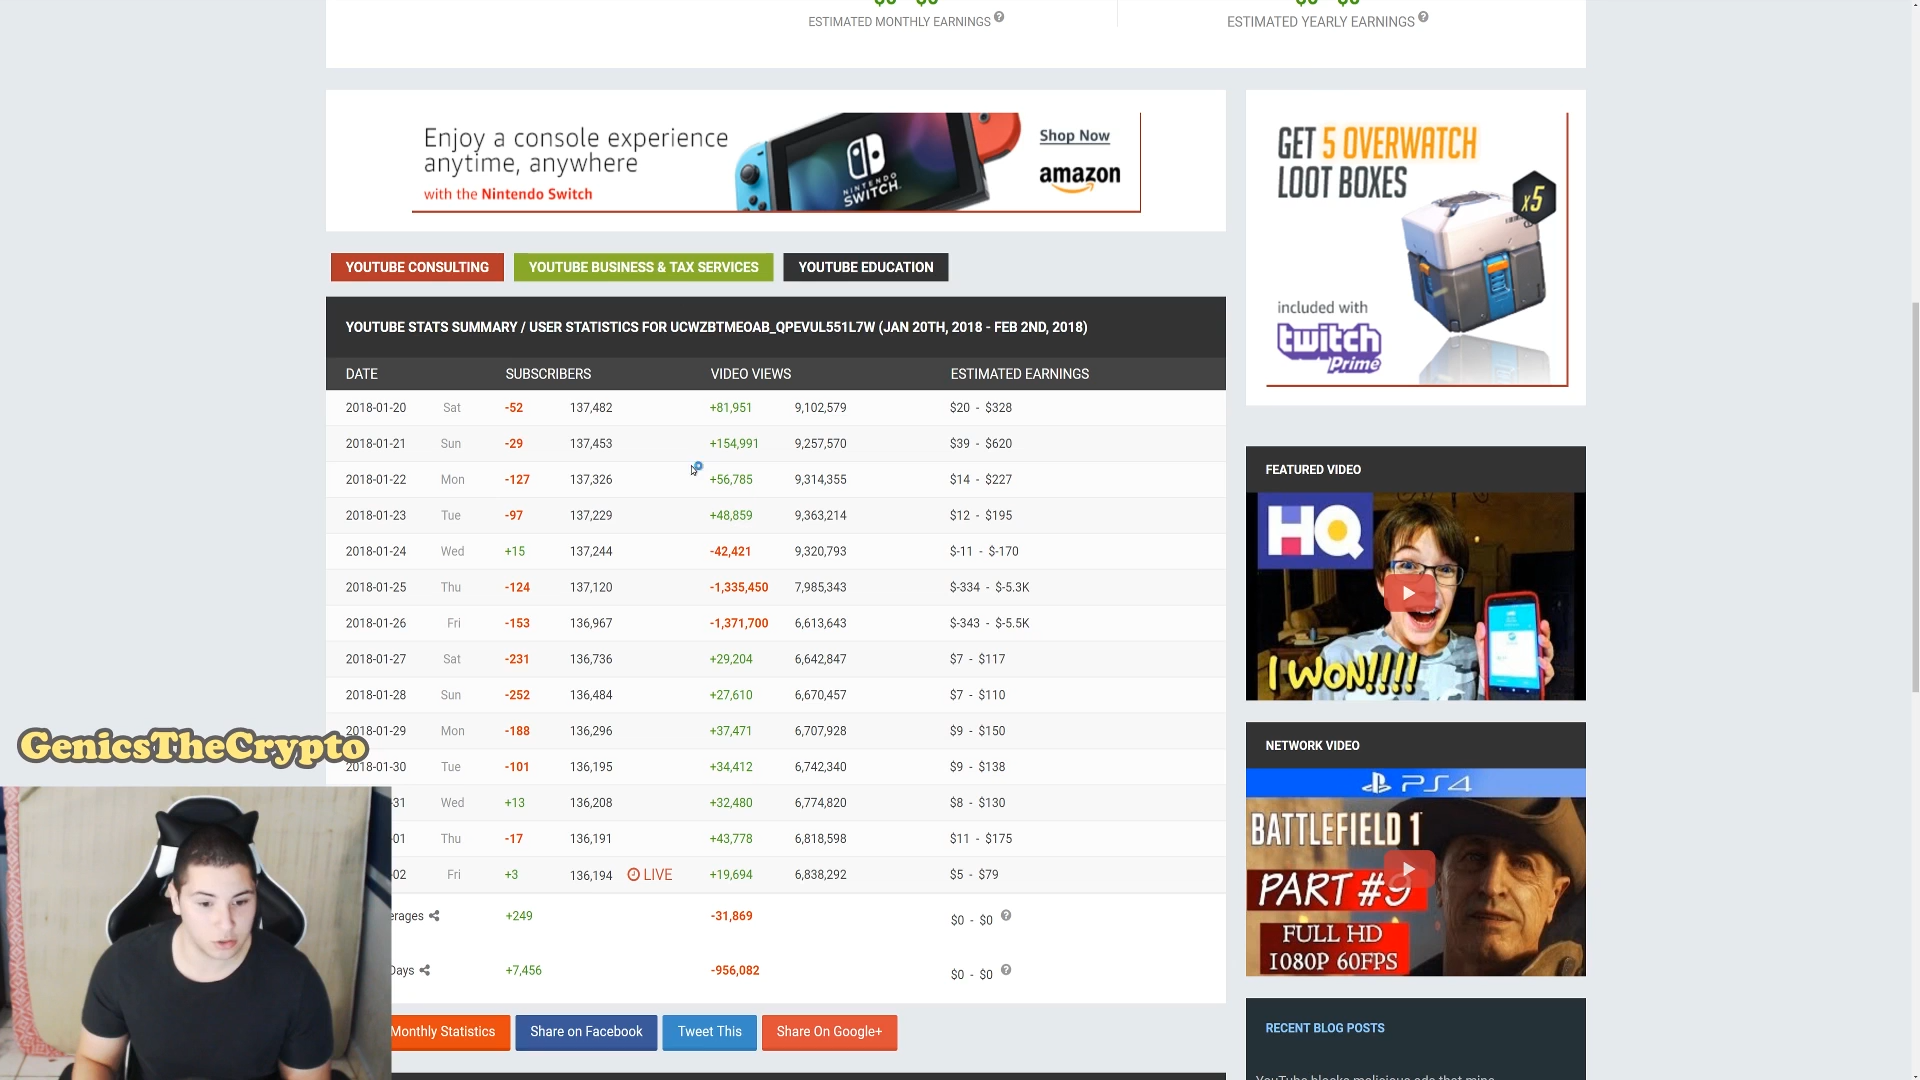 ESTIMATED MONTHLY EARNINGS ?
ESTIMATED YEARLY EARNINGS ?
Enjoy a console experience
anytime, anywhere
with the Nintendo Switch
NINTENDO
SWITCH
Shop Now
amazon
GET 5 OVERWATCH
LOOT BOXES
x5
included with
twitch
Prime
YOUTUBE CONSULTING
YOUTUBE BUSINESS & TAX SERVICES
YOUTUBE EDUCATION
YOUTUBE STATS SUMMARY / USER STATISTICS FOR UCWZBTMEOAB_QPEVUL551L7W (JAN 20TH, 2018 - FEB 2ND, 2018)
DATE SUBSCRIBERS VIDEO VIEWS ESTIMATED EARNINGS
2018-01-20 Sat -52 137,482 +81,951 9,102,579 $20 - $328
2018-01-21 Sun -29 137,453 +154,991 9,257,570 $39 - $620
2018-01-22 Mon -127 137,326 +56,785 9,314,355 $14 - $227
2018-01-23 Tue -97 137,229 +48,859 9,363,214 $12 - $195
2018-01-24 Wed +15 137,244 -42,421 9,320,793 $-11 - $-170
2018-01-25 Thu -124 137,120 -1,335,450 7,985,343 $-334 - $-5.3K
2018-01-26 Fri -153 136,967 -1,371,700 6,613,643 $-343 - $-5.5K
2018-01-27 Sat -231 136,736 +29,204 6,642,847 $7 - $117
2018-01-28 Sun -252 136,484 +27,610 6,670,457 $7 - $110
2018-01-29 Mon -188 136,296 +37,471 6,707,928 $9 - $150
2018-01-30 Tue -101 136,195 +34,412 6,742,340 $9 - $138
31 Wed +13 136,208 +32,480 6,774,820 $8 - $130
01 Thu -17 136,191 +43,778 6,818,598 $11 - $175
02 Fri +3 136,194 LIVE +19,694 6,838,292 $5 - $79
erages +249 -31,869 $0 - $0 ?
Days +7,456 -956,082 $0 - $0 ?
Monthly Statistics
Share on Facebook
Tweet This
Share On Google+
GenicsTheCrypto
FEATURED VIDEO
HQ
I WON!!!!
NETWORK VIDEO
PS4
BATTLEFIELD 1
PART #9
FULL HD
1080P 60FPS
RECENT BLOG POSTS
YouTube blocks malicious ads that mine